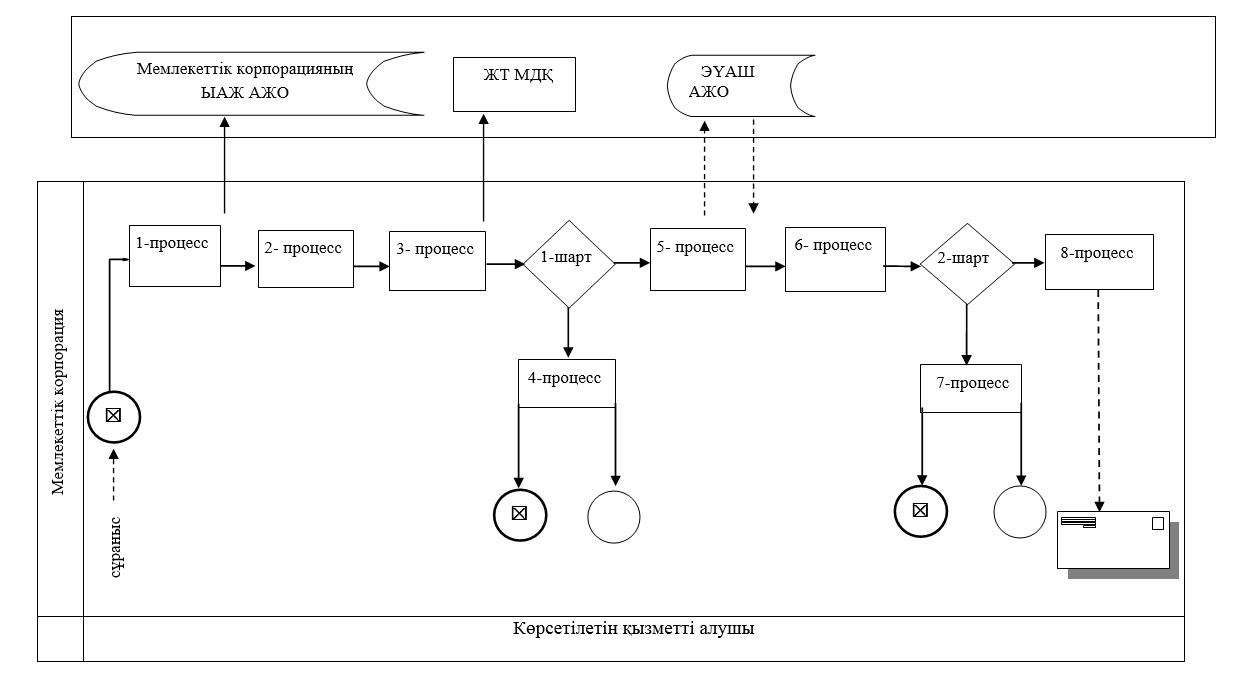 Мемлекеттік корпорацияның
ЫАЖ АЖО
ЖТ МДҚ
ЭҮАШ
АЖО
Мемлекеттік корпорация
1-процесс
2- процесс
3- процесс
1-шарт
5- процесс
6- процесс
2-шарт
8-процесс
4-процесс
7-процесс
сұраныс
Көрсетілетін қызметті алушы